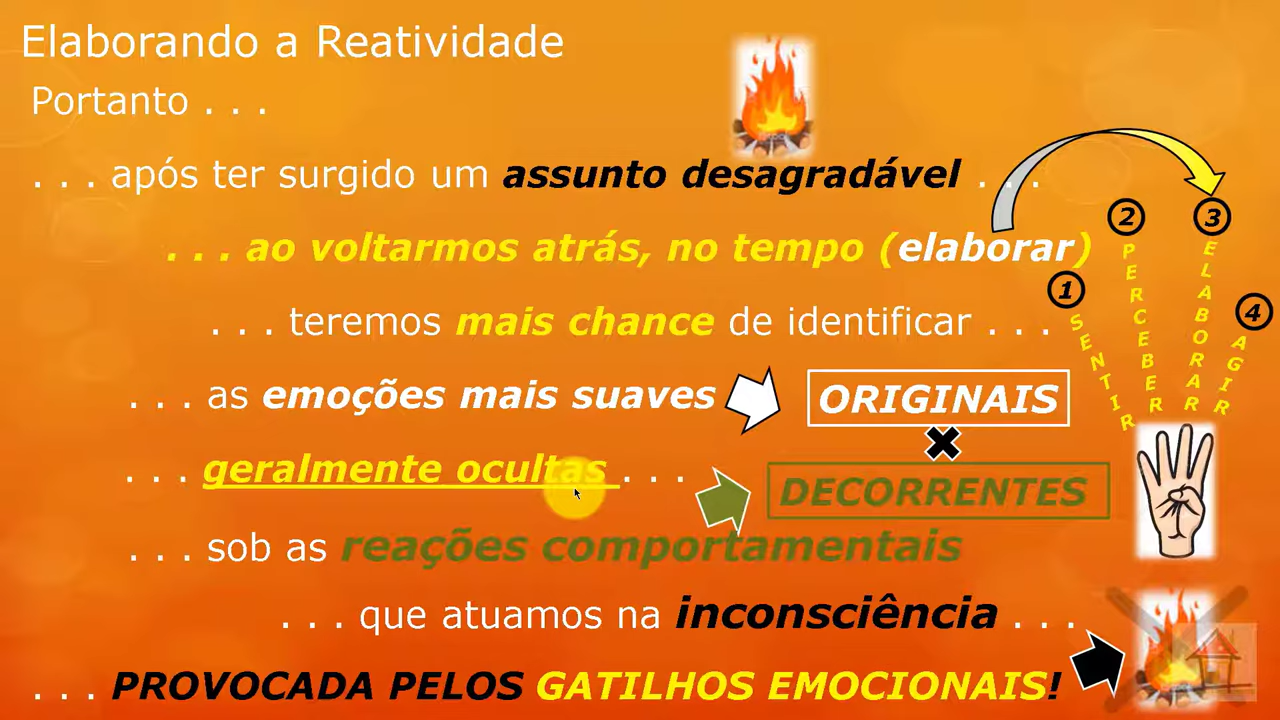 Elaborando a Reatividade
Portanto . . .
. . . após ter surgido um assunto desagradável . . .
. . . ao voltarmos atrás, no tempo (elaborar)
. . . teremos mais chance de identificar . . .
. . . as emoções mais suaves
ORIGINAIS
. . . geralmente ocultas . . .
DECORRENTES
. . . sob as reações comportamentais
. . . que atuamos na inconsciência . . .
. . . PROVOCADA PELOS GATILHOS EMOCIONAIS!
1
SENTIR
2
PERCEBER
3
ELABORAR
4
AGIR